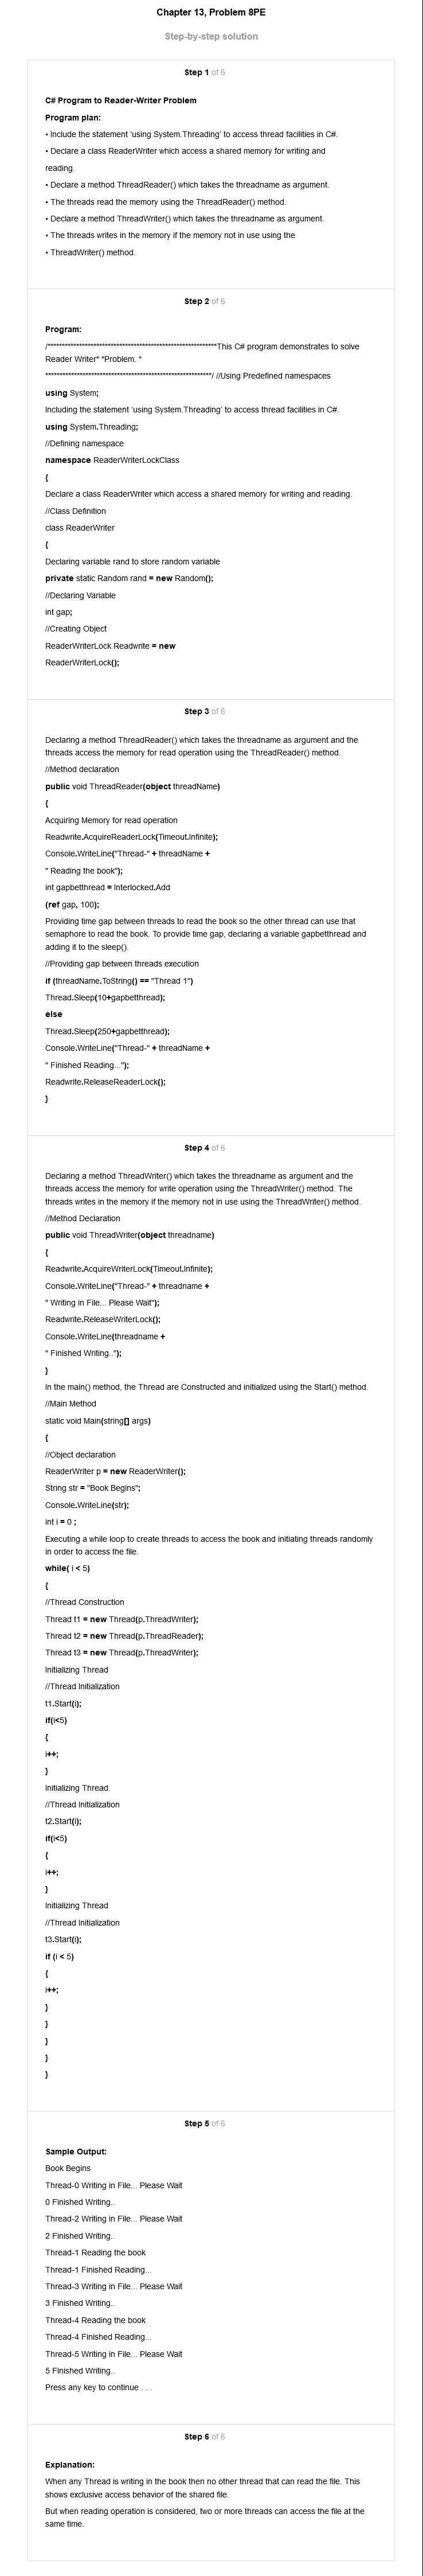 Chapter 13, Problem 8PE
Step-by-step solution
Step 1 of 6
C# Program to Reader-Writer Problem
Program plan:
• Include the statement 'using System.Threading' to access thread facilities in C#.
• Declare a class ReaderWriter which access a shared memory for writing and
reading.
• Declare a method ThreadReader() which takes the threadname as argument.
• The threads read the memory using the ThreadReader() method.
• Declare a method ThreadWriter() which takes the threadname as argument.
• The threads writes in the memory if the memory not in use using the
• ThreadWriter() method.
Step 2 of 6
Program:
/***********************************************************This C# program demonstrates to solve
Reader Writer* *Problem. *
**********************************************************/ //Using Predefined namespaces
using System;
Including the statement 'using System.Threading' to access thread facilities in C#.
using System.Threading;
//Defining namespace
namespace ReaderWriterLockClass
{
Declare a class ReaderWriter which access a shared memory for writing and reading.
//Class Definition
class ReaderWriter
{
Declaring variable rand to store random variable
private static Random rand = new Random();
//Declaring Variable
int gap;
//Creating Object
ReaderWriterLock Readwrite = new
ReaderWriterLock();
Step 3 of 6
Declaring a method ThreadReader() which takes the threadname as argument and the
threads access the memory for read operation using the ThreadReader() method.
//Method declaration
public void ThreadReader(object threadName)
{
Acquiring Memory for read operation
Readwrite.AcquireReaderLock(Timeout.Infinite);
Console.WriteLine("Thread-" + threadName +
" Reading the book");
int gapbetthread = Interlocked.Add
(ref gap, 100);
Providing time gap between threads to read the book so the other thread can use that
semaphore to read the book. To provide time gap, declaring a variable gapbetthread and
adding it to the sleep().
//Providing gap between threads execution
if (threadName.ToString() == "Thread 1")
Thread.Sleep(10+gapbetthread);
else
Thread.Sleep(250+gapbetthread);
Console.WriteLine("Thread-" + threadName +
" Finished Reading...");
Readwrite.ReleaseReaderLock();
}
Step 4 of 6
Declaring a method ThreadWriter() which takes the threadname as argument and the
threads access the memory for write operation using the ThreadWriter() method. The
threads writes in the memory if the memory not in use using the ThreadWriter() method.
//Method Declaration
public void ThreadWriter(object threadname)
{
Readwrite.AcquireWriterLock(Timeout.Infinite);
Console.WriteLine("Thread-" + threadname +
" Writing in File... Please Wait");
Readwrite.ReleaseWriterLock();
Console.WriteLine(threadname +
" Finished Writing..");
}
In the main() method, the Thread are Constructed and initialized using the Start() method.
//Main Method
static void Main(string[] args)
{
//Object declaration
ReaderWriter p = new ReaderWriter();
String str = "Book Begins";
Console.WriteLine(str);
int i = 0 ;
Executing a while loop to create threads to access the book and initiating threads randomly
in order to access the file.
while( i < 5)
{
//Thread Construction
Thread t1 = new Thread(p.ThreadWriter);
Thread t2 = new Thread(p.ThreadReader);
Thread t3 = new Thread(p.ThreadWriter);
Initializing Thread
//Thread Initialization
t1.Start(i);
if(i<5)
{
i++;
}
Initializing Thread.
//Thread Initialization
t2.Start(i);
if(i<5)
{
i++;
}
Initializing Thread
//Thread Initialization
t3.Start(i);
if (i < 5)
{
i++;
}
}
}
}
}
Step 5 of 6
Sample Output:
Book Begins
Thread-0 Writing in File... Please Wait
0 Finished Writing..
Thread-2 Writing in File... Please Wait
2 Finished Writing..
Thread-1 Reading the book
Thread-1 Finished Reading...
Thread-3 Writing in File... Please Wait
3 Finished Writing..
Thread-4 Reading the book
Thread-4 Finished Reading...
Thread-5 Writing in File... Please Wait
5 Finished Writing..
Press any key to continue . . .
Step 6 of 6
Explanation:
When any Thread is writing in the book then no other thread that can read the file. This
shows exclusive access behavior of the shared file.
But when reading operation is considered, two or more threads can access the file at the
same time.